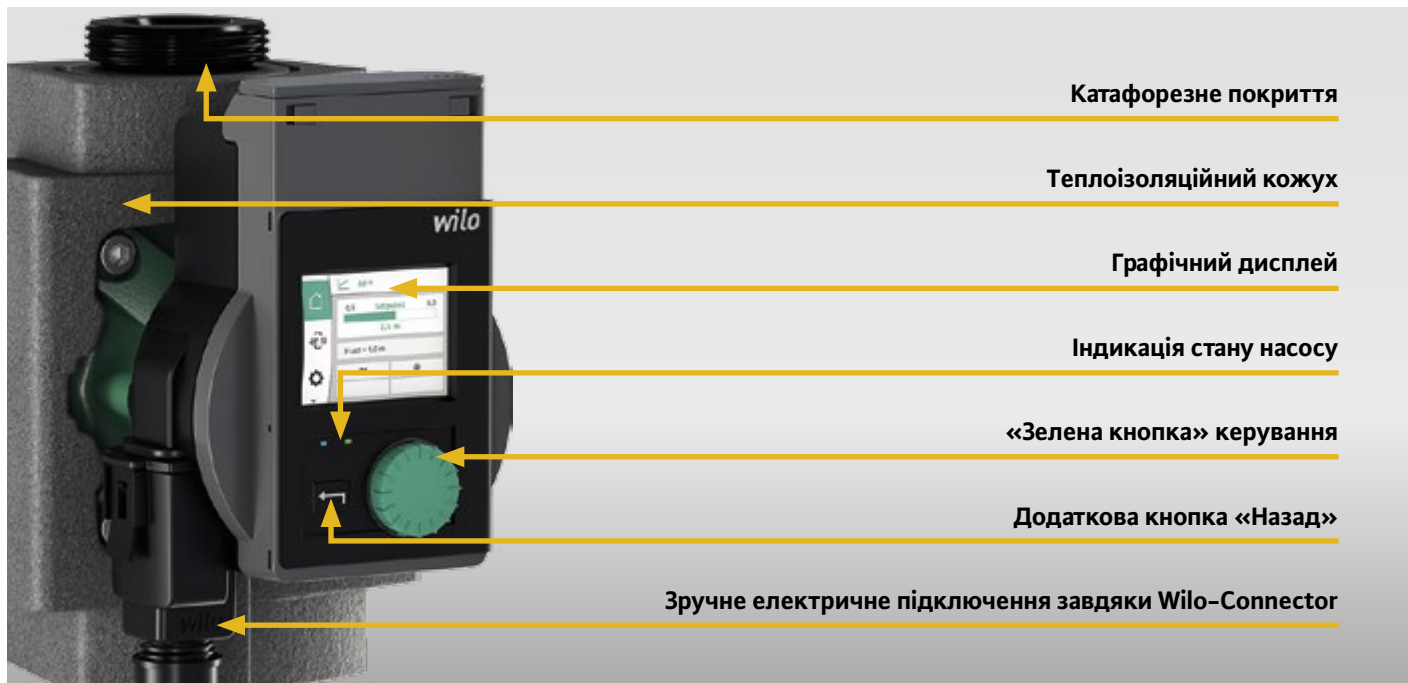 Катафорезне покриття
Теплоізоляційний кожух
wilo
Графічний дисплей
Індикація стану насосу
«Зелена кнопка» керування
Додаткова кнопка «Назад»
Зручне електричне підключення завдяки Wilo-Connector
wilo